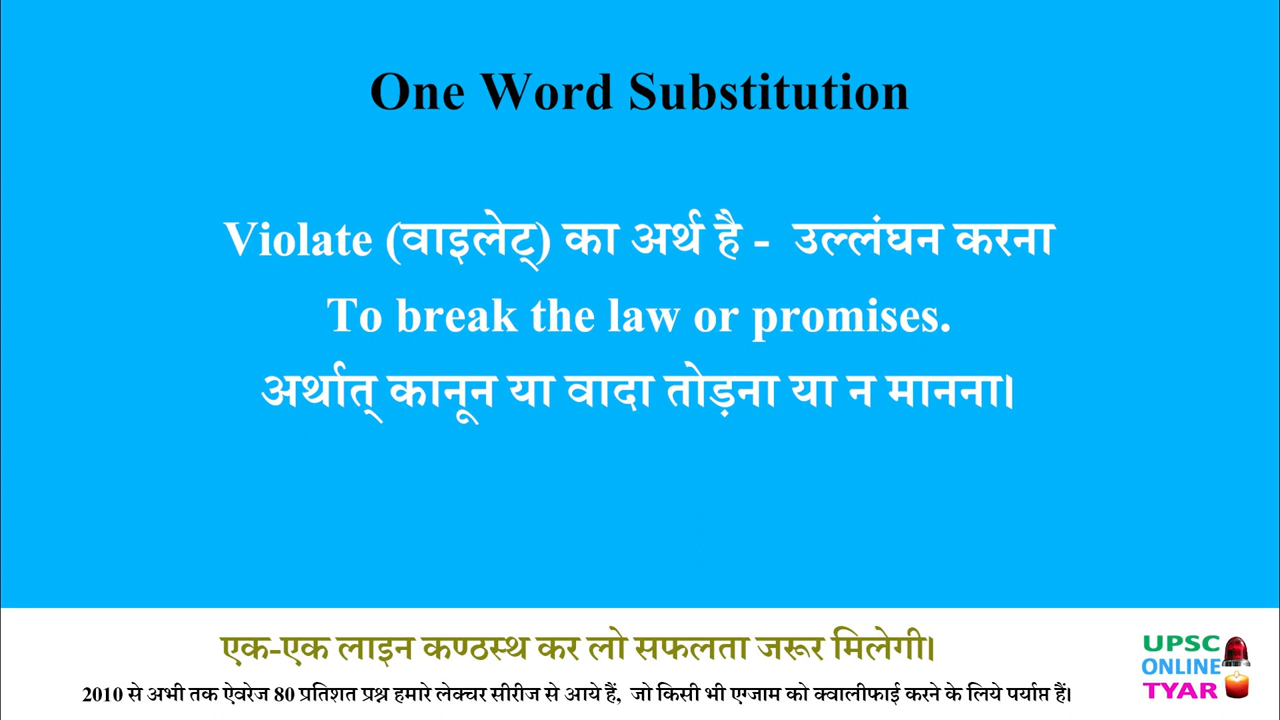 One Word Substitution
Violate (वाइलेट्) का अर्थ है - उल्लंघन करना
To break the law or promises.
अर्थात् कानून या वादा तोड़ना या न मानना।
एक-एक लाइन कण्ठस्थ कर लो सफलता जरूर मिलेगी।
2010 से अभी तक ऐवरेज 80 प्रतिशत प्रश्न हमारे लेक्चर सीरीज से आये हैं, जो किसी भी एग्जाम को क्वालीफाई करने के लिये पर्याप्त हैं।
UPSC
ONLINE
TYAR